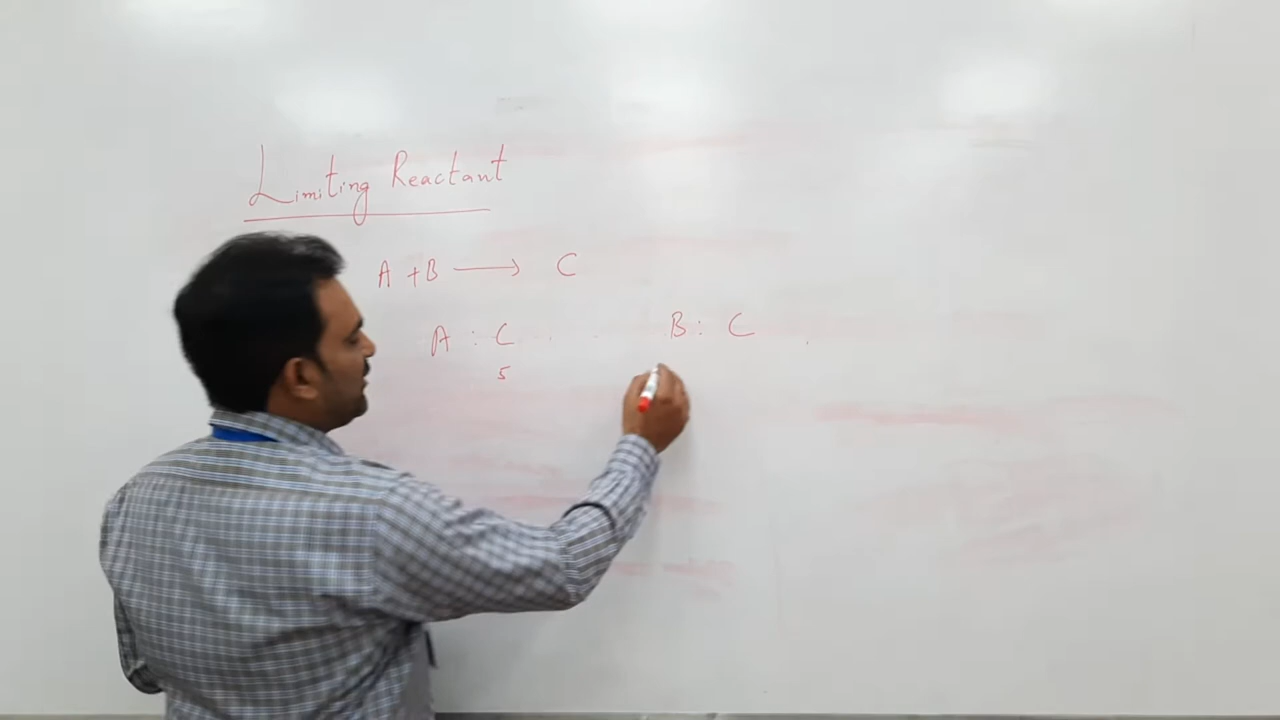 Limiting Reactant
A + B ⟶ C
A : C B : C
5